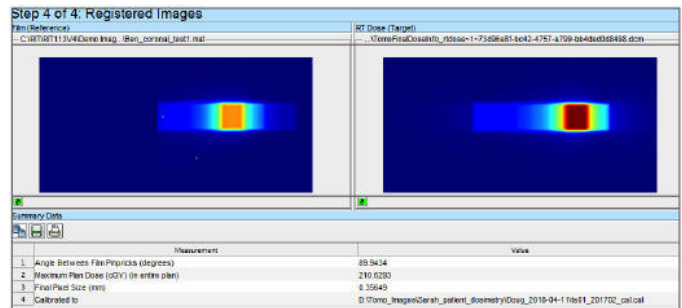 Step 4 of 4: Registered Images
Film (Reference)
RT Dose (Target)
Summary Data
Measurement
Value
1 Angle Between Film Pinpricks (degrees) 89.9434
2 Maximum Plan Dose (cGy) (in entire plan) 210.6293
3 Final Pixel Size (mm) 0.35649
4 Calibrated to